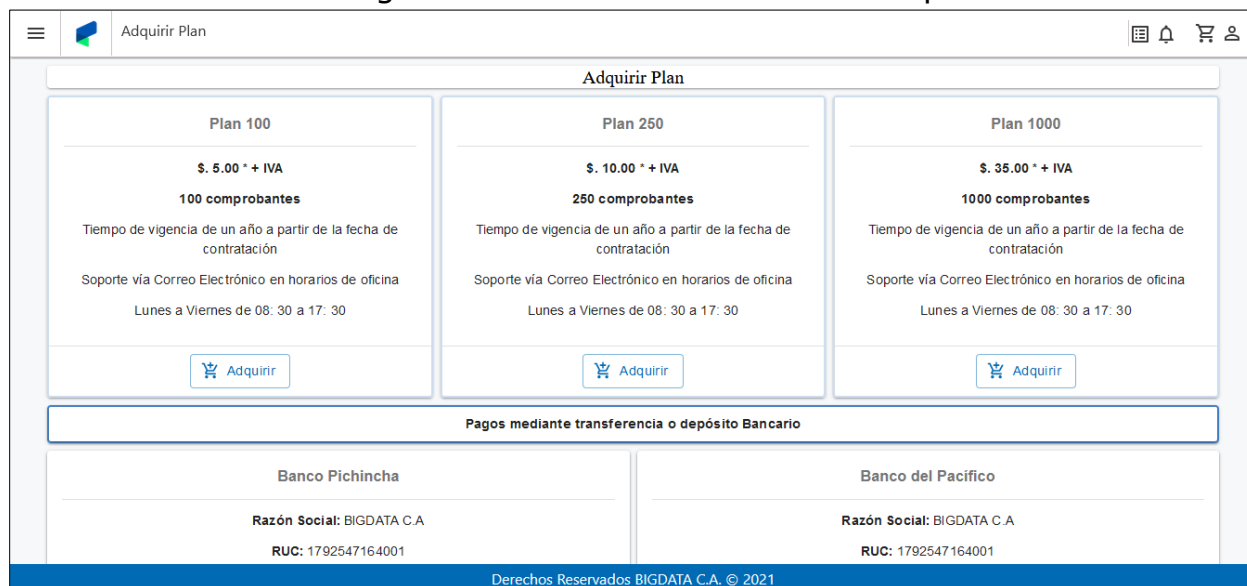 Adquirir Plan
Adquirir Plan
Plan 100
$. 5.00 * + IVA
100 comprobantes
Tiempo de vigencia de un año a partir de la fecha de
contratación
Soporte vía Correo Electrónico en horarios de oficina
Lunes a Viernes de 08: 30 a 17: 30
Adquirir
Plan 250
$. 10.00 * + IVA
250 comprobantes
Tiempo de vigencia de un año a partir de la fecha de
contratación
Soporte vía Correo Electrónico en horarios de oficina
Lunes a Viernes de 08: 30 a 17: 30
Adquirir
Plan 1000
$. 35.00 * + IVA
1000 comprobantes
Tiempo de vigencia de un año a partir de la fecha de
contratación
Soporte vía Correo Electrónico en horarios de oficina
Lunes a Viernes de 08: 30 a 17: 30
Adquirir
Pagos mediante transferencia o depósito Bancario
Banco Pichincha
Razón Social: BIGDATA C.A
RUC: 1792547164001
Banco del Pacífico
Razón Social: BIGDATA C.A
RUC: 1792547164001
Derechos Reservados BIGDATA C.A. © 2021